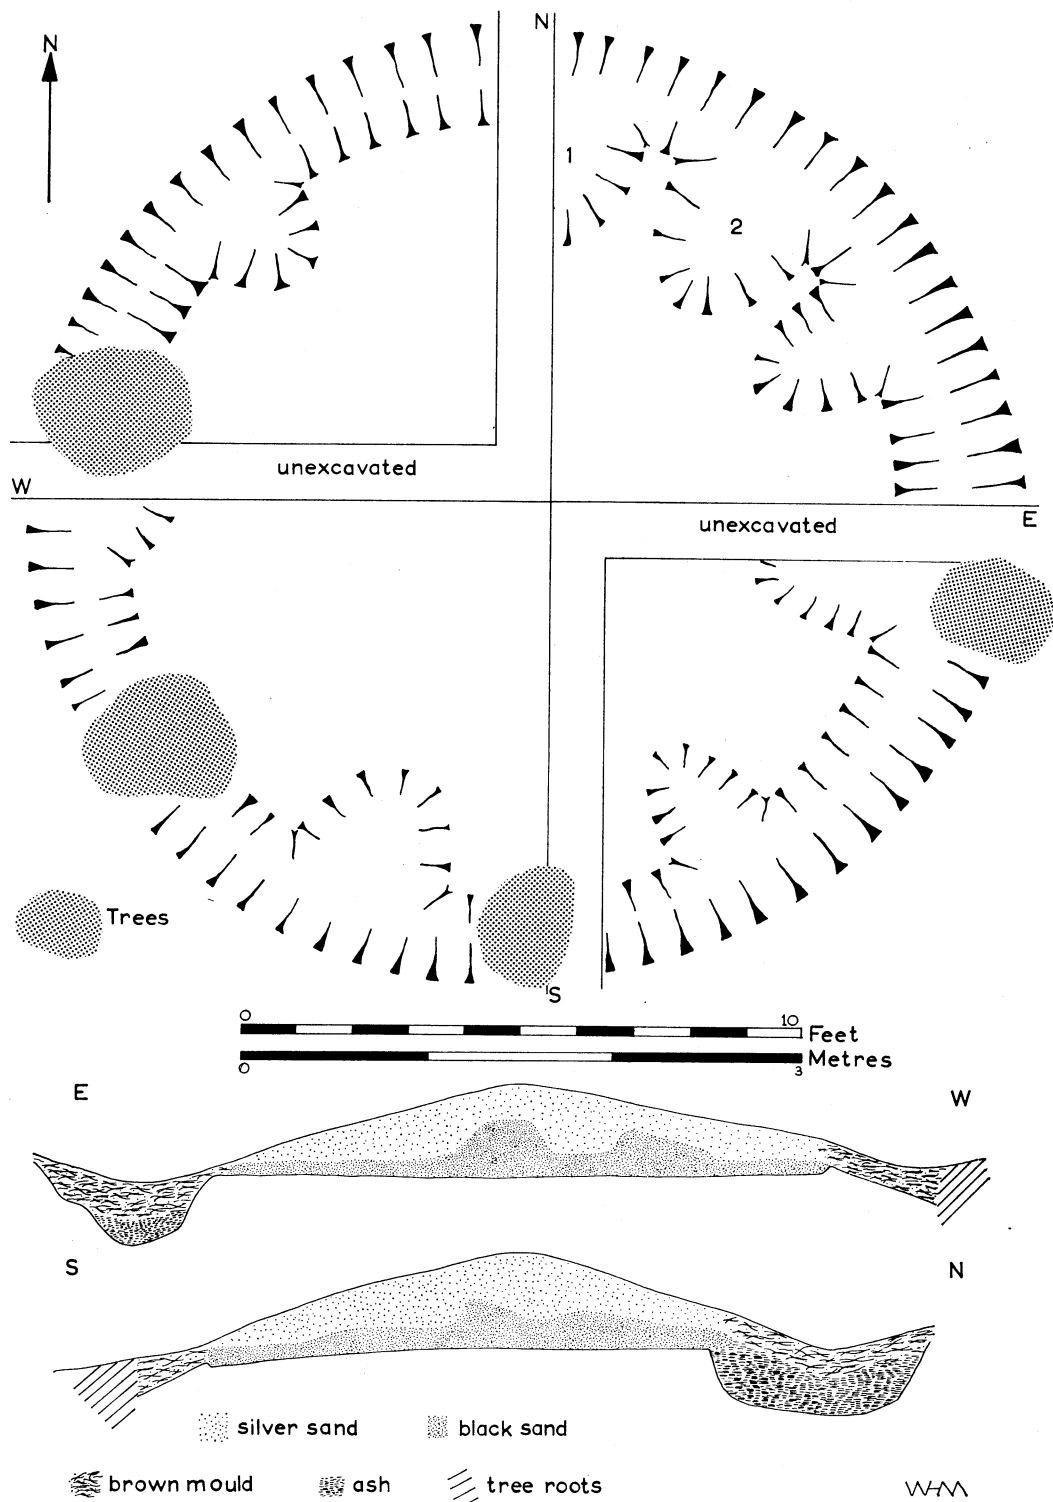 N
N
1
2
unexcavated
W
unexcavated
E
Trees
S
0 10
Feet
Metres
0 3
E W
S N
silver sand black sand
brown mould ash tree roots